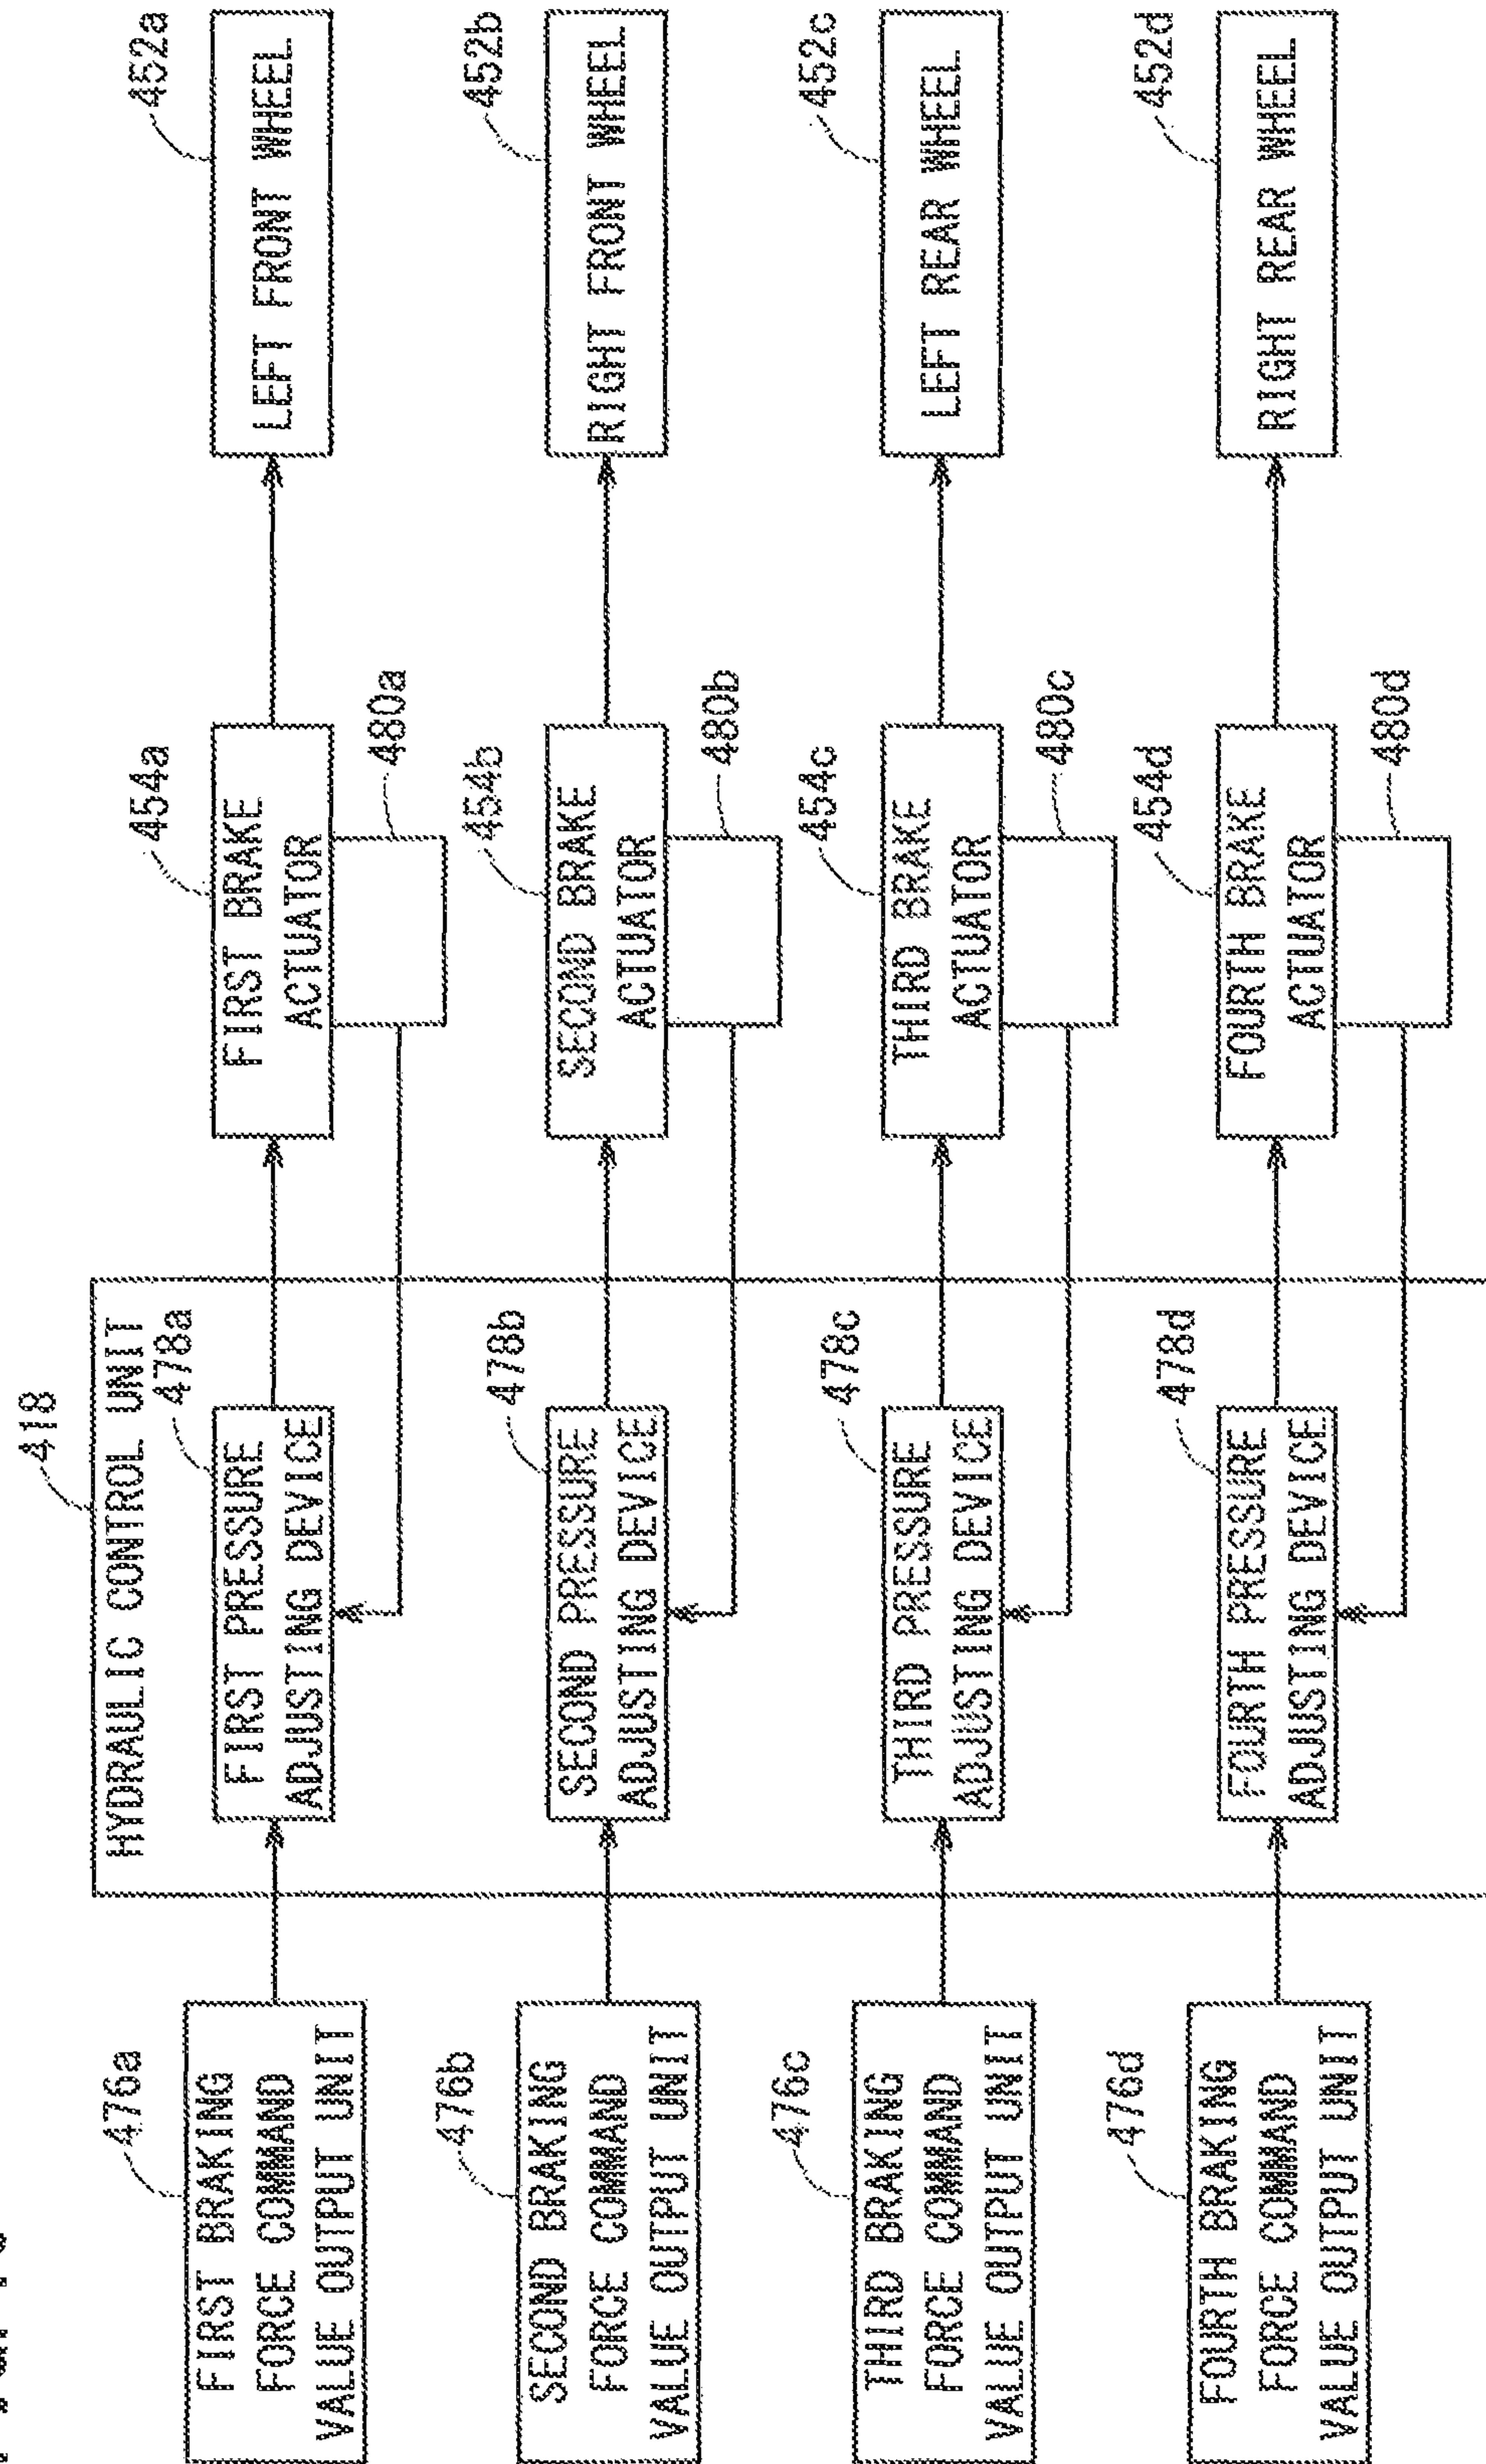 418
HYDRAULIC CONTROL UNIT
476a
FIRST BRAKING
FORCE COMMAND
VALUE OUTPUT UNIT
478a
FIRST PRESSURE
ADJUSTING DEVICE
454a
FIRST BRAKE
ACTUATOR
480a
452a
LEFT FRONT WHEEL
476b
SECOND BRAKING
FORCE COMMAND
VALUE OUTPUT UNIT
478b
SECOND PRESSURE
ADJUSTING DEVICE
454b
SECOND BRAKE
ACTUATOR
480b
452b
RIGHT FRONT WHEEL
476c
THIRD BRAKING
FORCE COMMAND
VALUE OUTPUT UNIT
478c
THIRD PRESSURE
ADJUSTING DEVICE
454c
THIRD BRAKE
ACTUATOR
480c
452c
LEFT REAR WHEEL
476d
FOURTH BRAKING
FORCE COMMAND
VALUE OUTPUT UNIT
478d
FOURTH PRESSURE
ADJUSTING DEVICE
454d
FOURTH BRAKE
ACTUATOR
480d
452d
RIGHT REAR WHEEL